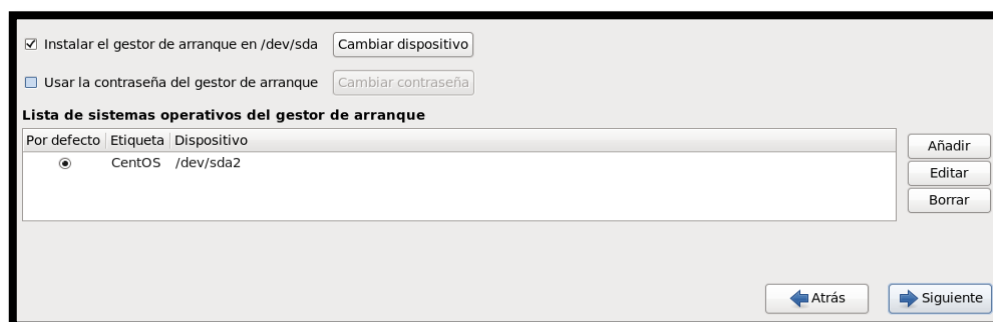 Instalar el gestor de arranque en /dev/sda Cambiar dispositivo
Usar la contraseña del gestor de arranque Cambiar contraseña
Lista de sistemas operativos del gestor de arranque
Por defecto Etiqueta Dispositivo
CentOS /dev/sda2
Añadir
Editar
Borrar
Atrás Siguiente